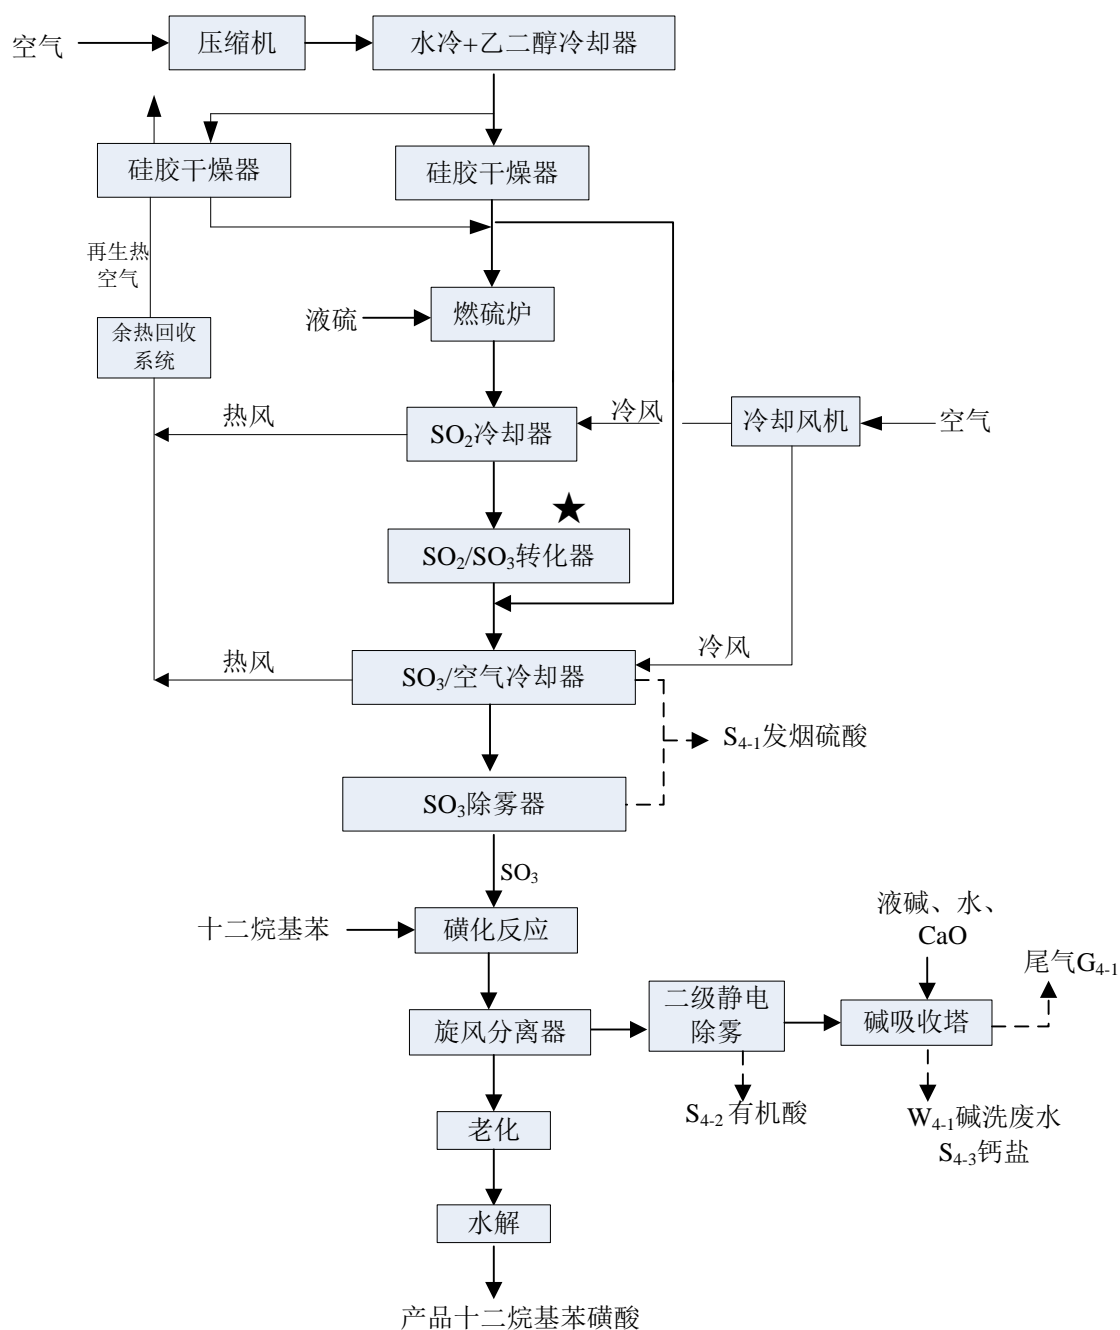 空气
压缩机
水冷+乙二醇冷却器
硅胶干燥器
硅胶干燥器
再生热
空气
液硫
燃硫炉
余热回收
系统
热风
SO₂冷却器
冷风
冷却风机
空气
★
SO₂/SO₃转化器
热风
SO₃/空气冷却器
冷风
S₄₋₁发烟硫酸
SO₃除雾器
SO₃
十二烷基苯
磺化反应
液碱、水、
CaO
尾气G₄₋₁
旋风分离器
二级静电
除雾
碱吸收塔
S₄₋₂有机酸
W₄₋₁碱洗废水
S₄₋₃钙盐
老化
水解
产品十二烷基苯磺酸